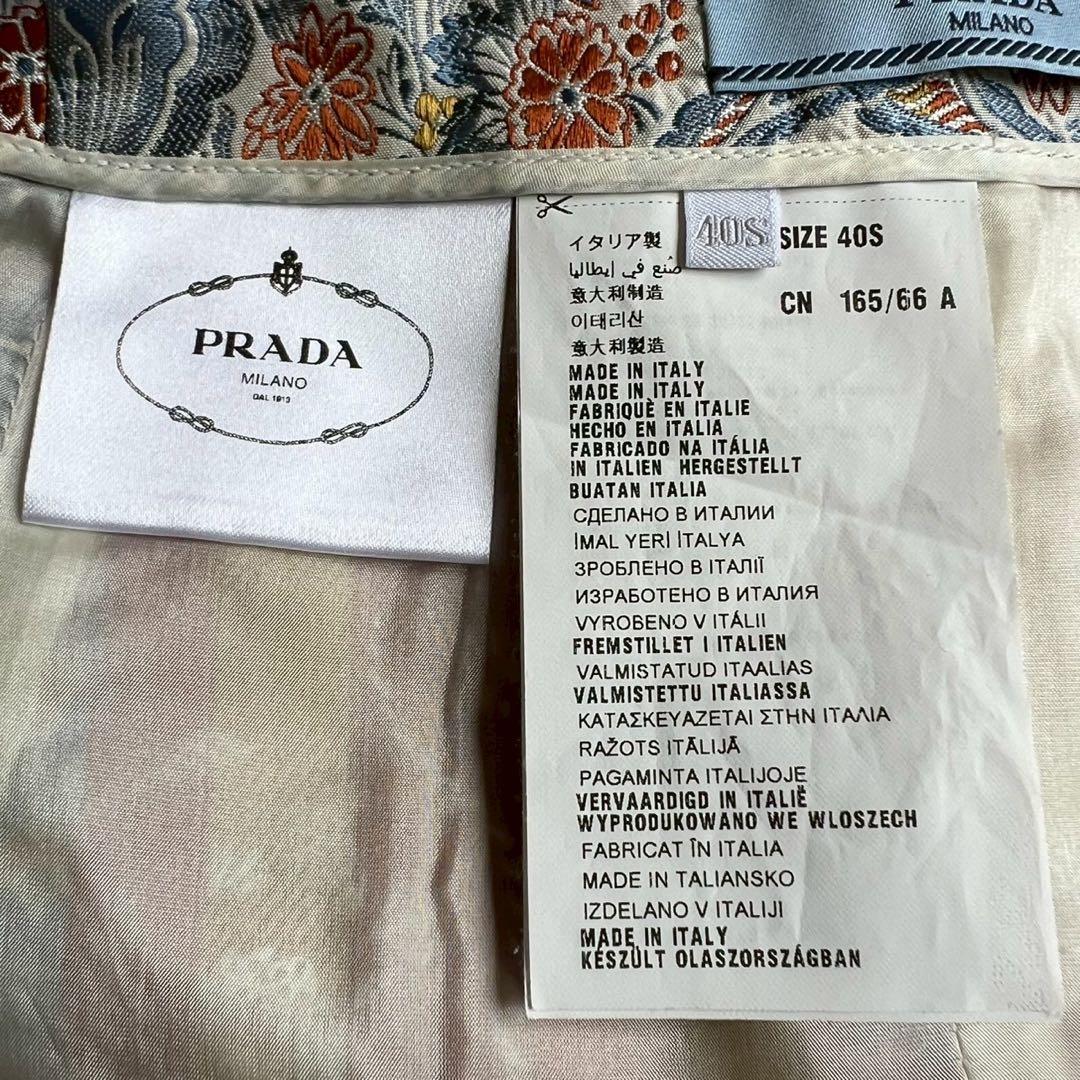 PRADA
MILANO
PRADA
MILANO
DAL 1913
40S
SIZE 40S
CN 165/66 A
イタリア製
صنع في إيطاليا
意大利制造
이태리산
意大利製造
MADE IN ITALY
MADE IN ITALY
FABRIQUÈ EN ITALIE
HECHO EN ITALIA
FABRICADO NA ITÁLIA
IN ITALIEN HERGESTELLT
BUATAN ITALIA
СДЕЛАНО В ИТАЛИИ
İMAL YERİ İTALYA
ЗРОБЛЕНО В ІТАЛІЇ
ИЗРАБОТЕНО В ИТАЛИЯ
VYROBENO V ITÁLII
FREMSTILLET I ITALIEN
VALMISTATUD ITAALIAS
VALMISTETTU ITALIASSA
ΚΑΤΑΣΚΕΥΑΖΕΤΑΙ ΣΤΗΝ ΙΤΑΛΙΑ
RAŽOTS ITĀLIJĀ
PAGAMINTA ITALIJOJE
VERVAARDIGD IN ITALIË
WYPRODUKOWANO WE WLOSZECH
FABRICAT ÎN ITALIA
MADE IN TALIANSKO
IZDELANO V ITALIJI
MADE IN ITALY
KÉSZÜLT OLASZORSZÁGBAN